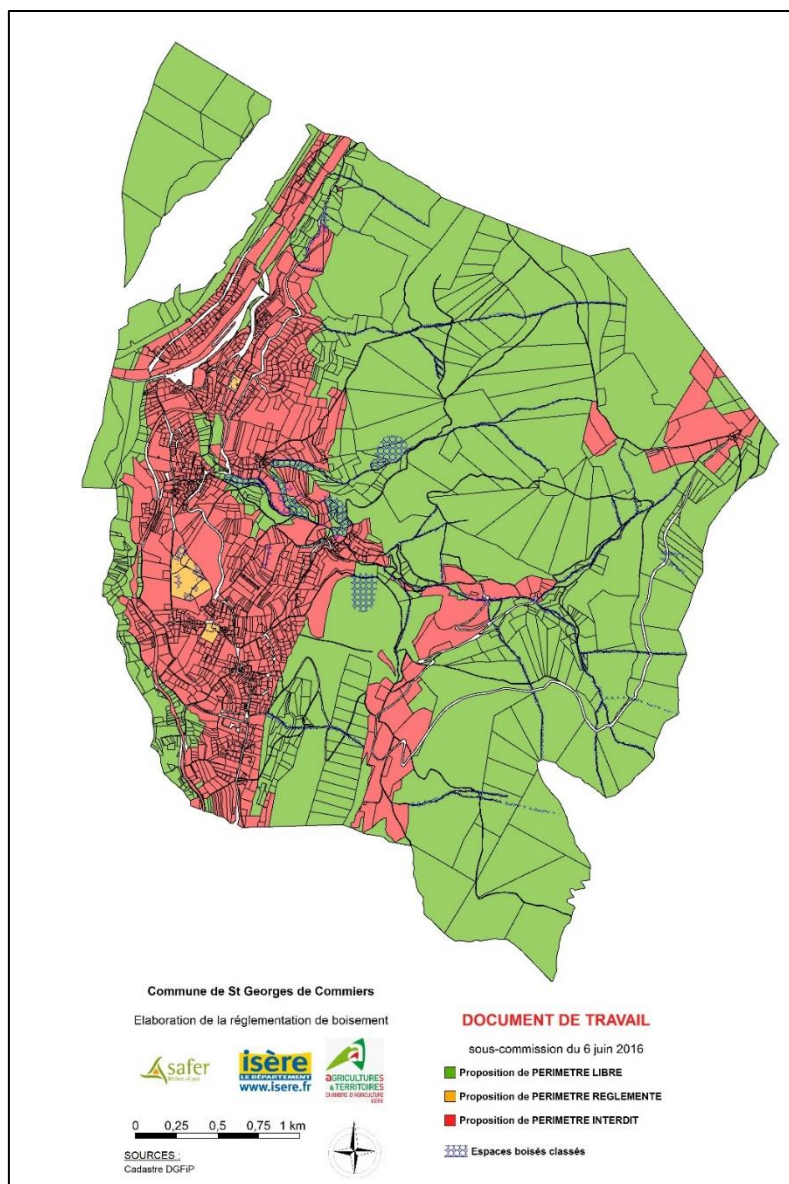 Commune de St Georges de Commiers
Elaboration de la réglementation de boisement
safer
isère
LE DÉPARTEMENT
www.isere.fr
AGRICULTURES
& TERRITOIRES
CHAMBRE D'AGRICULTURE
ISÈRE
0 0,25 0,5 0,75 1 km
SOURCES :
Cadastre DGFiP
DOCUMENT DE TRAVAIL
sous-commission du 6 juin 2016
Proposition de PERIMETRE LIBRE
Proposition de PERIMETRE REGLEMENTE
Proposition de PERIMETRE INTERDIT
Espaces boisés classés